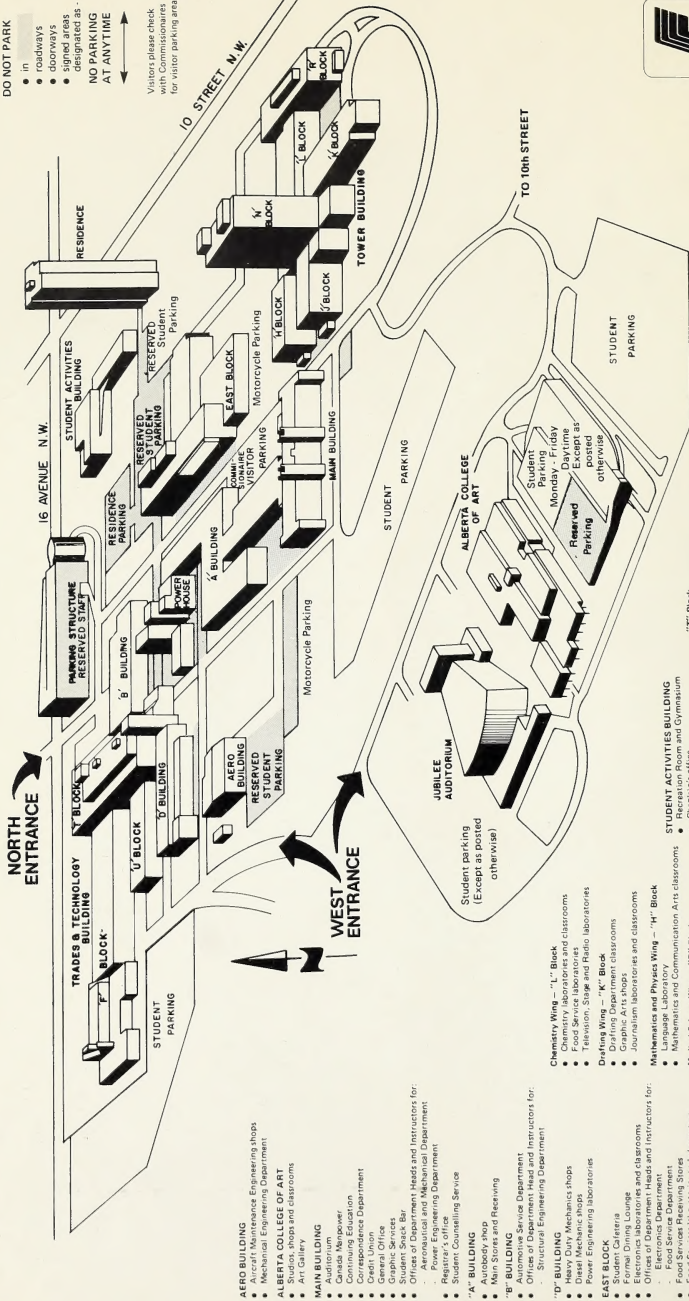 DO NOT PARK
• in
• roadways
• doorways
• signed areas
designated as -
NO PARKING
AT ANYTIME
Visitors please check
with Commissionaires
for visitor parking area
10 STREET N.W.
16 AVENUE N.W.
NORTH
ENTRANCE
RESIDENCE
STUDENT ACTIVITIES
BUILDING
RESERVED
Student
Parking
RESERVED
STUDENT
PARKING
RESIDENCE
PARKING
PARKING STRUCTURE
RESERVED STAFF
'R'
BLOCK
'L' BLOCK
'K' BLOCK
'N'
BLOCK
TOWER BUILDING
'H' BLOCK
'J' BLOCK
EAST BLOCK
Motorcycle Parking
COMMI-
SIONAIRE
VISITOR
PARKING
MAIN BUILDING
'A' BUILDING
POWER
HOUSE
'B' BUILDING
TRADES & TECHNOLOGY
BUILDING
'T' BLOCK
'U' BLOCK
'D' BUILDING
'F' BLOCK-
STUDENT
PARKING
AERO
BUILDING
RESERVED
STUDENT
PARKING
Motorcycle Parking
STUDENT
PARKING
TO 10th STREET
STUDENT
PARKING
WEST
ENTRANCE
N
JUBILEE
AUDITORIUM
Student parking
(Except as posted
otherwise)
ALBERTA COLLEGE
OF ART
Student
Parking
Monday - Friday
Daytime
Except as
posted
otherwise
Reserved
Parking
AERO BUILDING
• Aircraft Maintenance Engineering shops
• Mechanical Engineering Department
ALBERTA COLLEGE OF ART
• Studios, shops and classrooms
• Art Gallery
MAIN BUILDING
• Auditorium
• Canada Manpower
• Continuing Education
• Correspondence Department
• Credit Union
• General Office
• Graphic Services
• Student Snack Bar
• Offices of Department Heads and Instructors for:
- Aeronautical and Mechanical Department
- Power Engineering Department
• Registrar's office
• Student Counselling Service
"A" BUILDING
• Autobody shop
• Main Stores and Receiving
"B" BUILDING
• Automotive Service Department
• Offices of Department Head and Instructors for:
- Structural Engineering Department
"D" BUILDING
• Heavy Duty Mechanics shops
• Diesel Mechanic shops
• Power Engineering laboratories
EAST BLOCK
• Student Cafeteria
• Formal Dining Lounge
• Electronics laboratories and classrooms
• Offices of Department Heads and Instructors for:
- Electronics Department
- Food Service Department
• Food Services Receiving Stores
Chemistry Wing – "L" Block
• Chemistry laboratories and classrooms
• Food Service laboratories
• Television, Stage and Radio laboratories
Drafting Wing – "K" Block
• Drafting Department classrooms
• Graphic Arts shops
• Journalism laboratories and classrooms
Mathematics and Physics Wing – "H" Block
• Language Laboratory
• Mathematics and Communication Arts classrooms
STUDENT ACTIVITIES BUILDING
• Recreation Room and Gymnasium